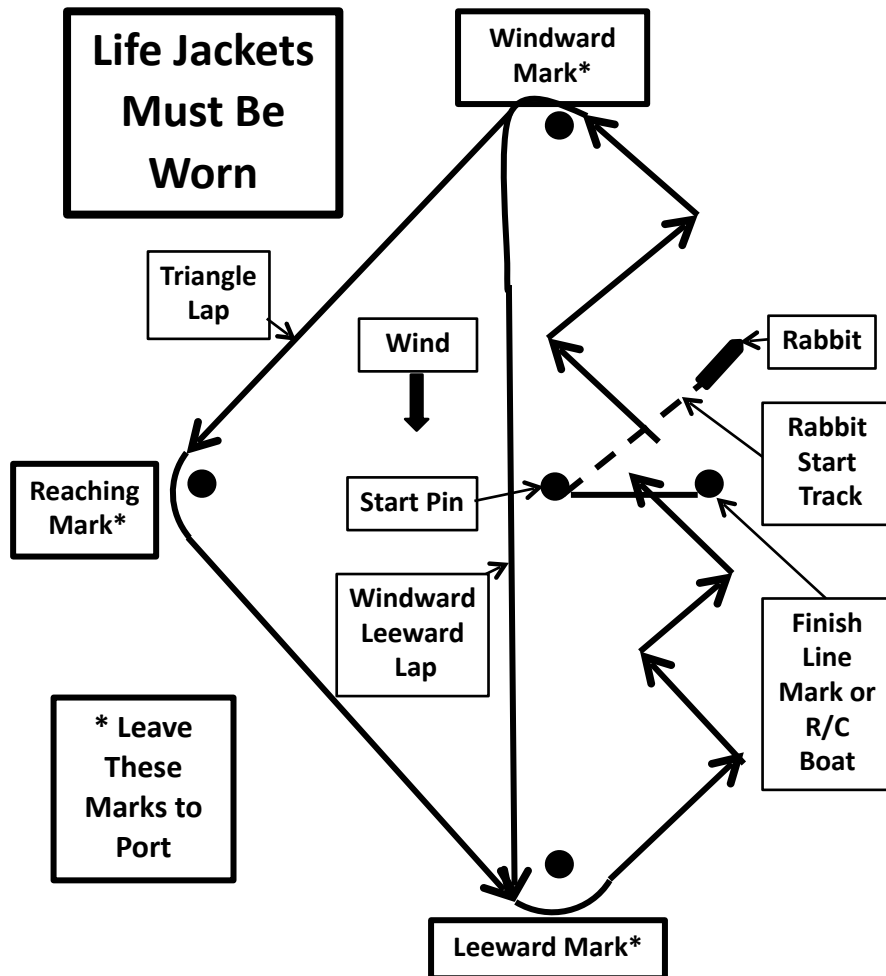 Life Jackets
Must Be
Worn
Windward
Mark*
Triangle
Lap
Wind
Rabbit
Rabbit
Start
Track
Reaching
Mark*
Start Pin
Windward
Leeward
Lap
Finish
Line
Mark or
R/C
Boat
* Leave
These
Marks to
Port
Leeward Mark*